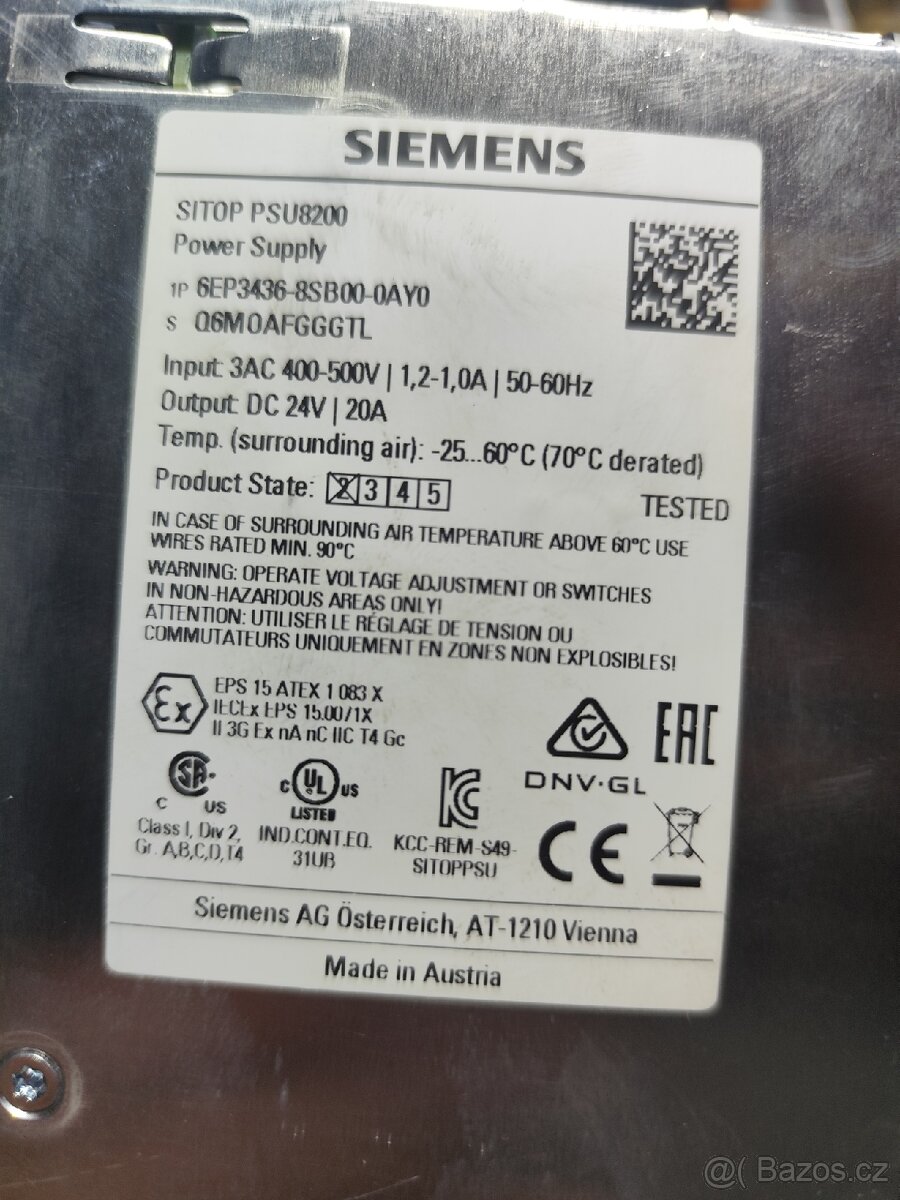 SIEMENS
SITOP PSU8200
Power Supply
1P 6EP3436-8SB00-0AY0
S Q6M0AFGGGTL
Input: 3AC 400-500V | 1,2-1,0A | 50-60Hz
Output: DC 24V | 20A
Temp. (surrounding air): -25...60°C (70°C derated)
Product State: 2 3 4 5
TESTED
IN CASE OF SURROUNDING AIR TEMPERATURE ABOVE 60°C USE
WIRES RATED MIN. 90°C
WARNING: OPERATE VOLTAGE ADJUSTMENT OR SWITCHES
IN NON-HAZARDOUS AREAS ONLY!
ATTENTION: UTILISER LE RÉGLAGE DE TENSION OU
COMMUTATEURS UNIQUEMENT EN ZONES NON EXPLOSIBLES!
Ex
EPS 15 ATEX 1 083 X
IECEx EPS 15.0071X
II 3G Ex nA nC IIC T4 Gc
DNV·GL
EAC
C SA US
Class I, Div 2,
Gr. A,B,C,D,T4
C UL US
LISTED
IND.CONT.EQ.
31UB
KC
KCC-REM-S49-
SITOPPSU
CE
Siemens AG Österreich, AT-1210 Vienna
Made in Austria
@( Bazos.cz